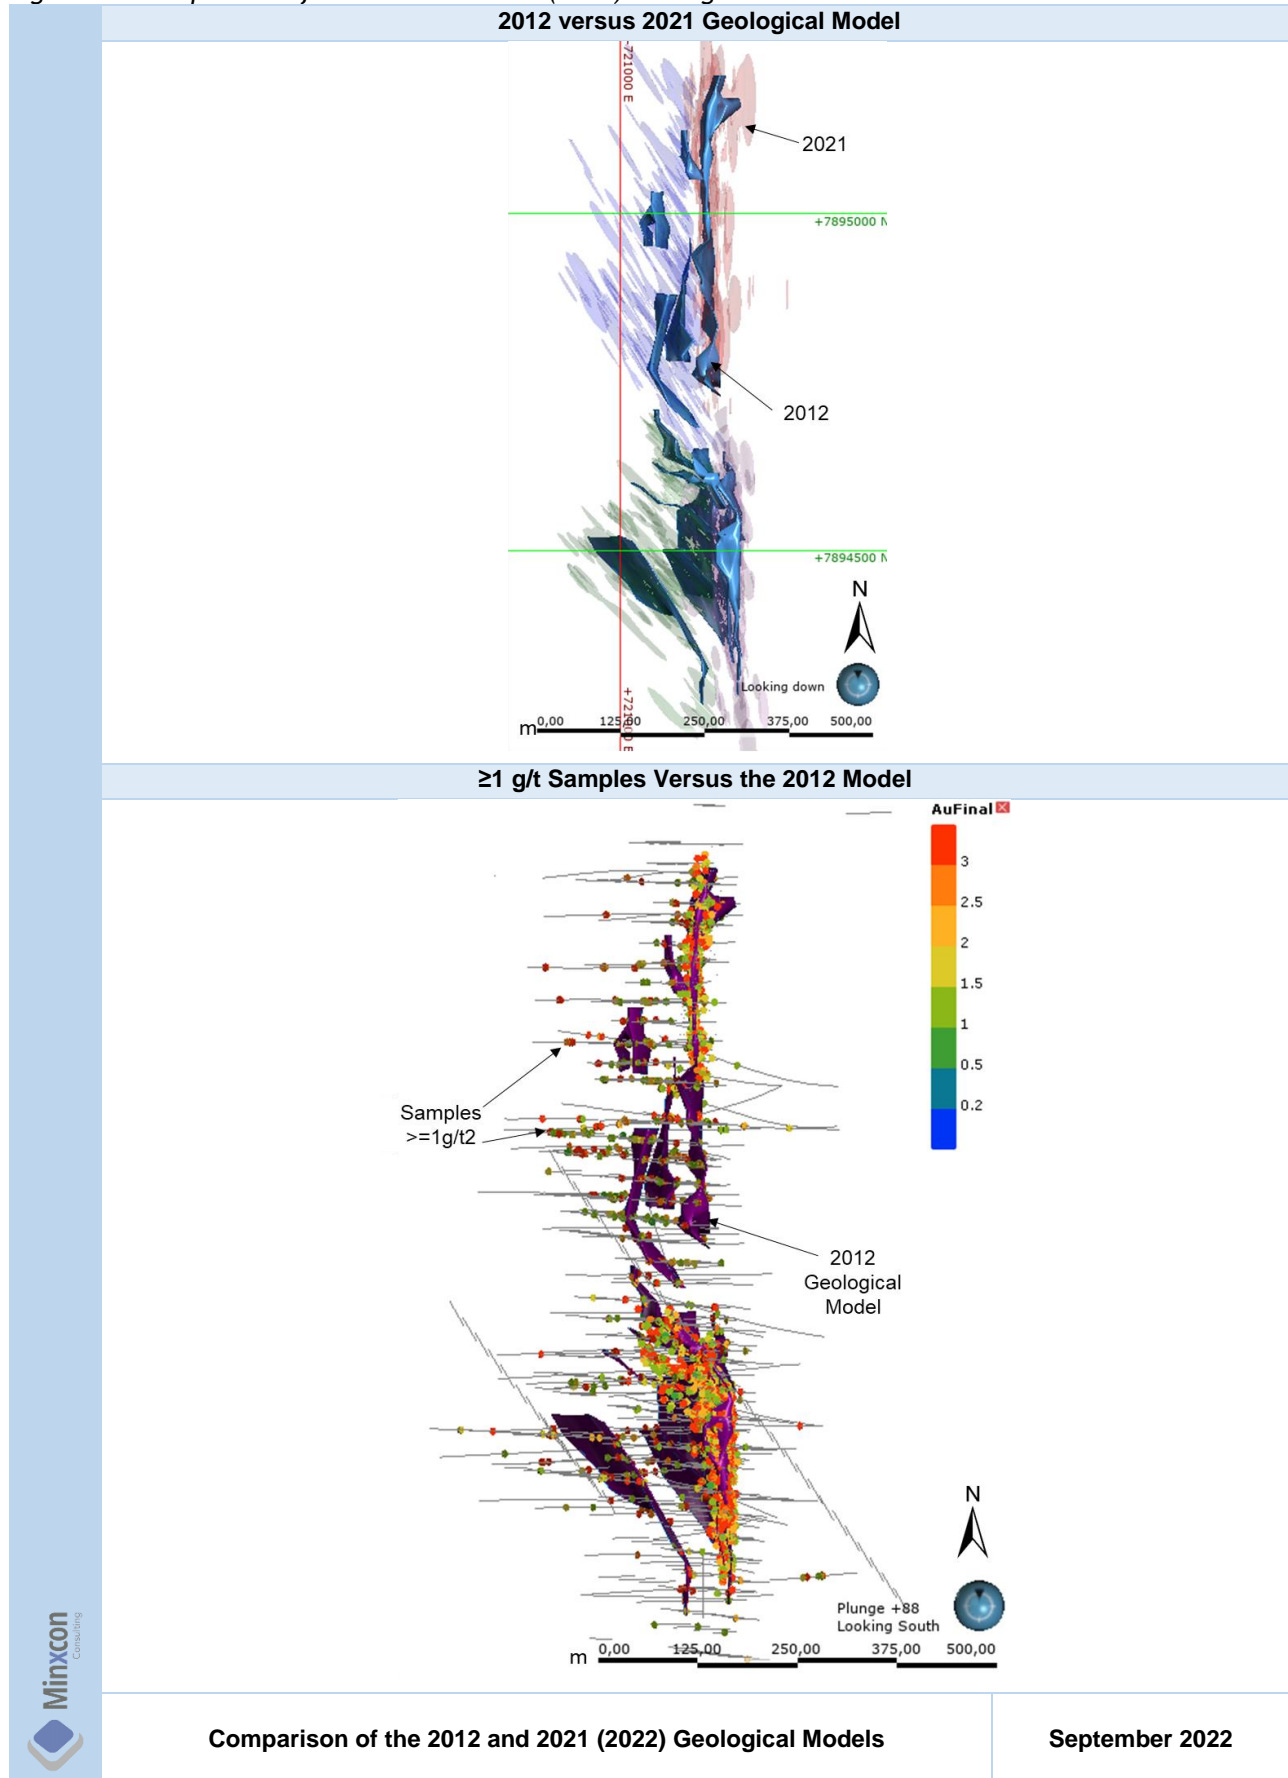 2012 versus 2021 Geological Model
2021
+7895000 N
2012
+7894500 N
N
Looking down
m
0,00 125,00 250,00 375,00 500,00
≥1 g/t Samples Versus the 2012 Model
AuFinal
3
2.5
2
1.5
1
0.5
0.2
Samples
>=1g/t2
2012
Geological
Model
N
Plunge +88
Looking South
m
0,00 125,00 250,00 375,00 500,00
Minxcon
Consulting
Comparison of the 2012 and 2021 (2022) Geological Models
September 2022